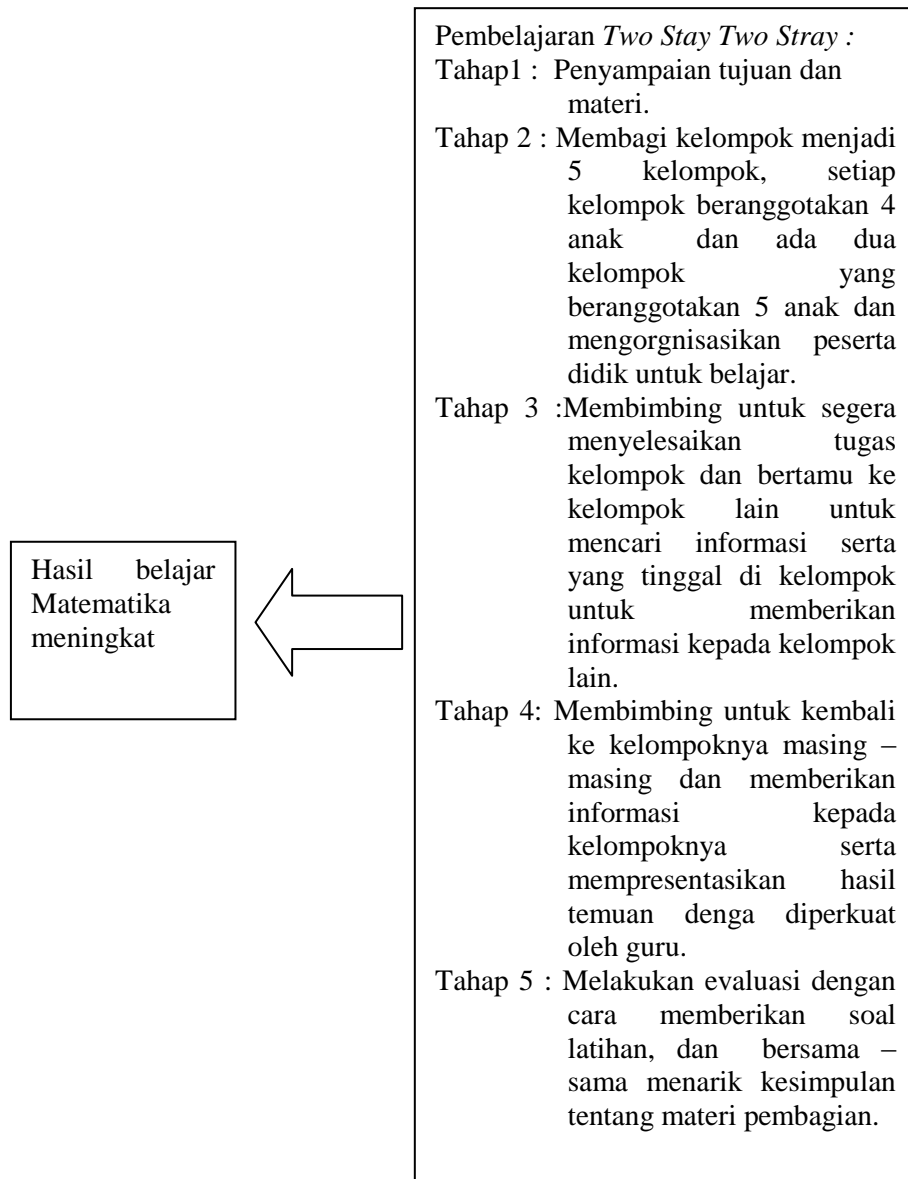 Pembelajaran Two Stay Two Stray :
Tahap1 : Penyampaian tujuan dan
materi.
Tahap 2 : Membagi kelompok menjadi
5 kelompok, setiap
kelompok beranggotakan 4
anak dan ada dua
kelompok yang
beranggotakan 5 anak dan
mengorgnisasikan peserta
didik untuk belajar.
Tahap 3 :Membimbing untuk segera
menyelesaikan tugas
kelompok dan bertamu ke
kelompok lain untuk
mencari informasi serta
yang tinggal di kelompok
untuk memberikan
informasi kepada kelompok
lain.
Tahap 4: Membimbing untuk kembali
ke kelompoknya masing –
masing dan memberikan
informasi kepada
kelompoknya serta
mempresentasikan hasil
temuan denga diperkuat
oleh guru.
Tahap 5 : Melakukan evaluasi dengan
cara memberikan soal
latihan, dan bersama –
sama menarik kesimpulan
tentang materi pembagian.
Hasil belajar
Matematika
meningkat